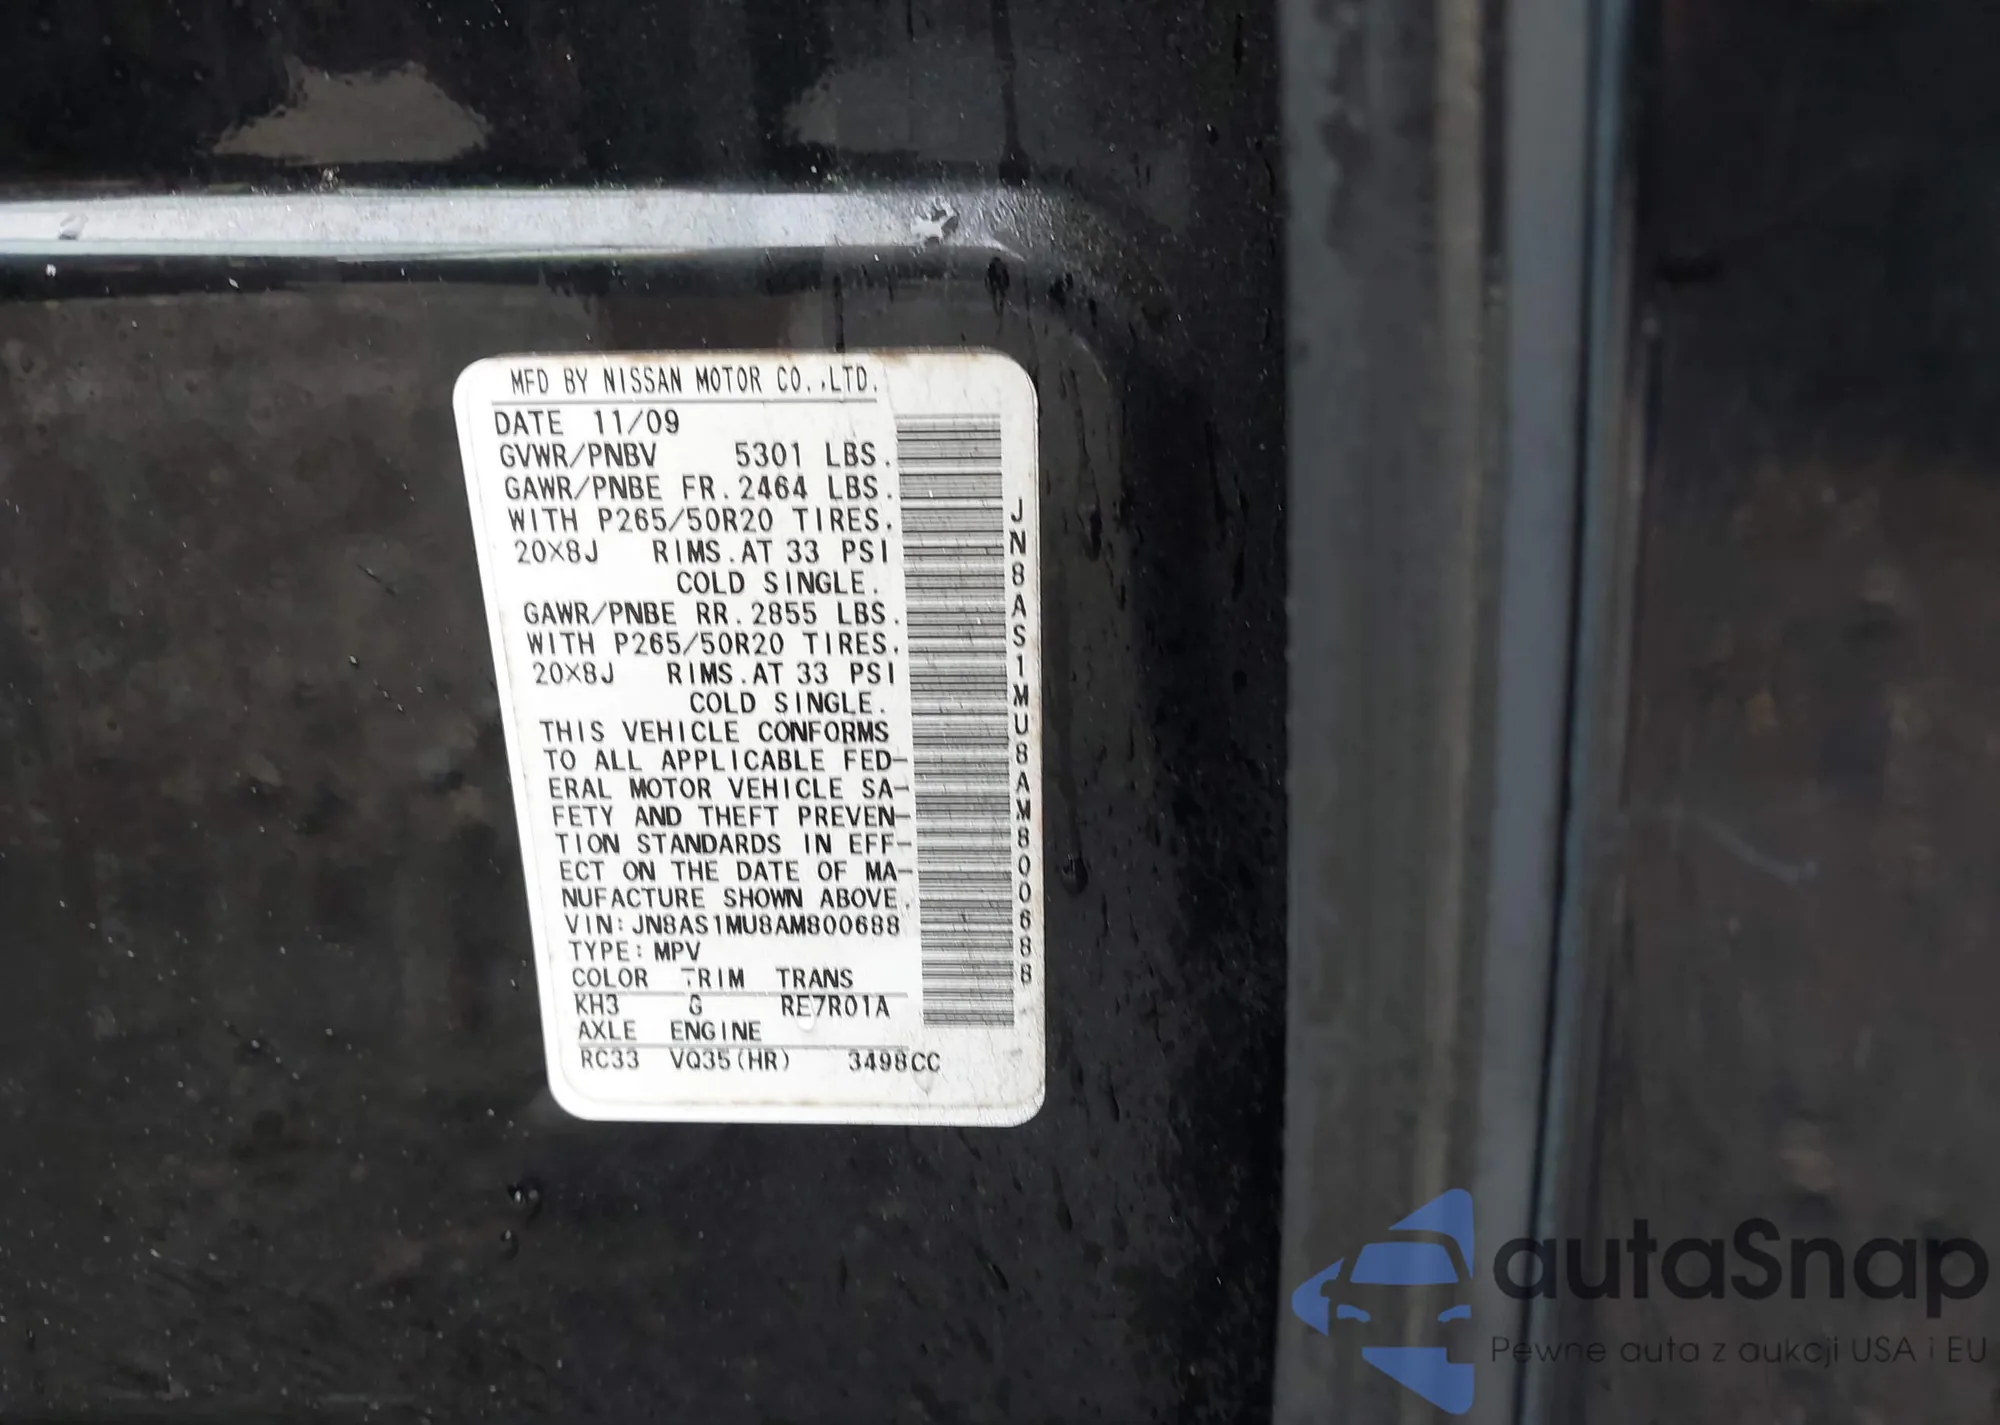 MFD BY NISSAN MOTOR CO.,LTD.
DATE 11/09
GVWR/PNBV 5301 LBS.
GAWR/PNBE FR.2464 LBS.
WITH P265/50R20 TIRES.
20X8J RIMS.AT 33 PSI
COLD SINGLE.
GAWR/PNBE RR.2855 LBS.
WITH P265/50R20 TIRES.
20X8J RIMS.AT 33 PSI
COLD SINGLE.
THIS VEHICLE CONFORMS
TO ALL APPLICABLE FED-
ERAL MOTOR VEHICLE SA-
FETY AND THEFT PREVEN-
TION STANDARDS IN EFF-
ECT ON THE DATE OF MA-
NUFACTURE SHOWN ABOVE.
VIN:JN8AS1MU8AM800688
TYPE:MPV
COLOR TRIM TRANS
KH3 G RE7R01A
AXLE ENGINE
RC33 VQ35(HR) 3498CC
JN8AS1MU8AM800688
autaSnap
Pewne auta z aukcji USA i EU